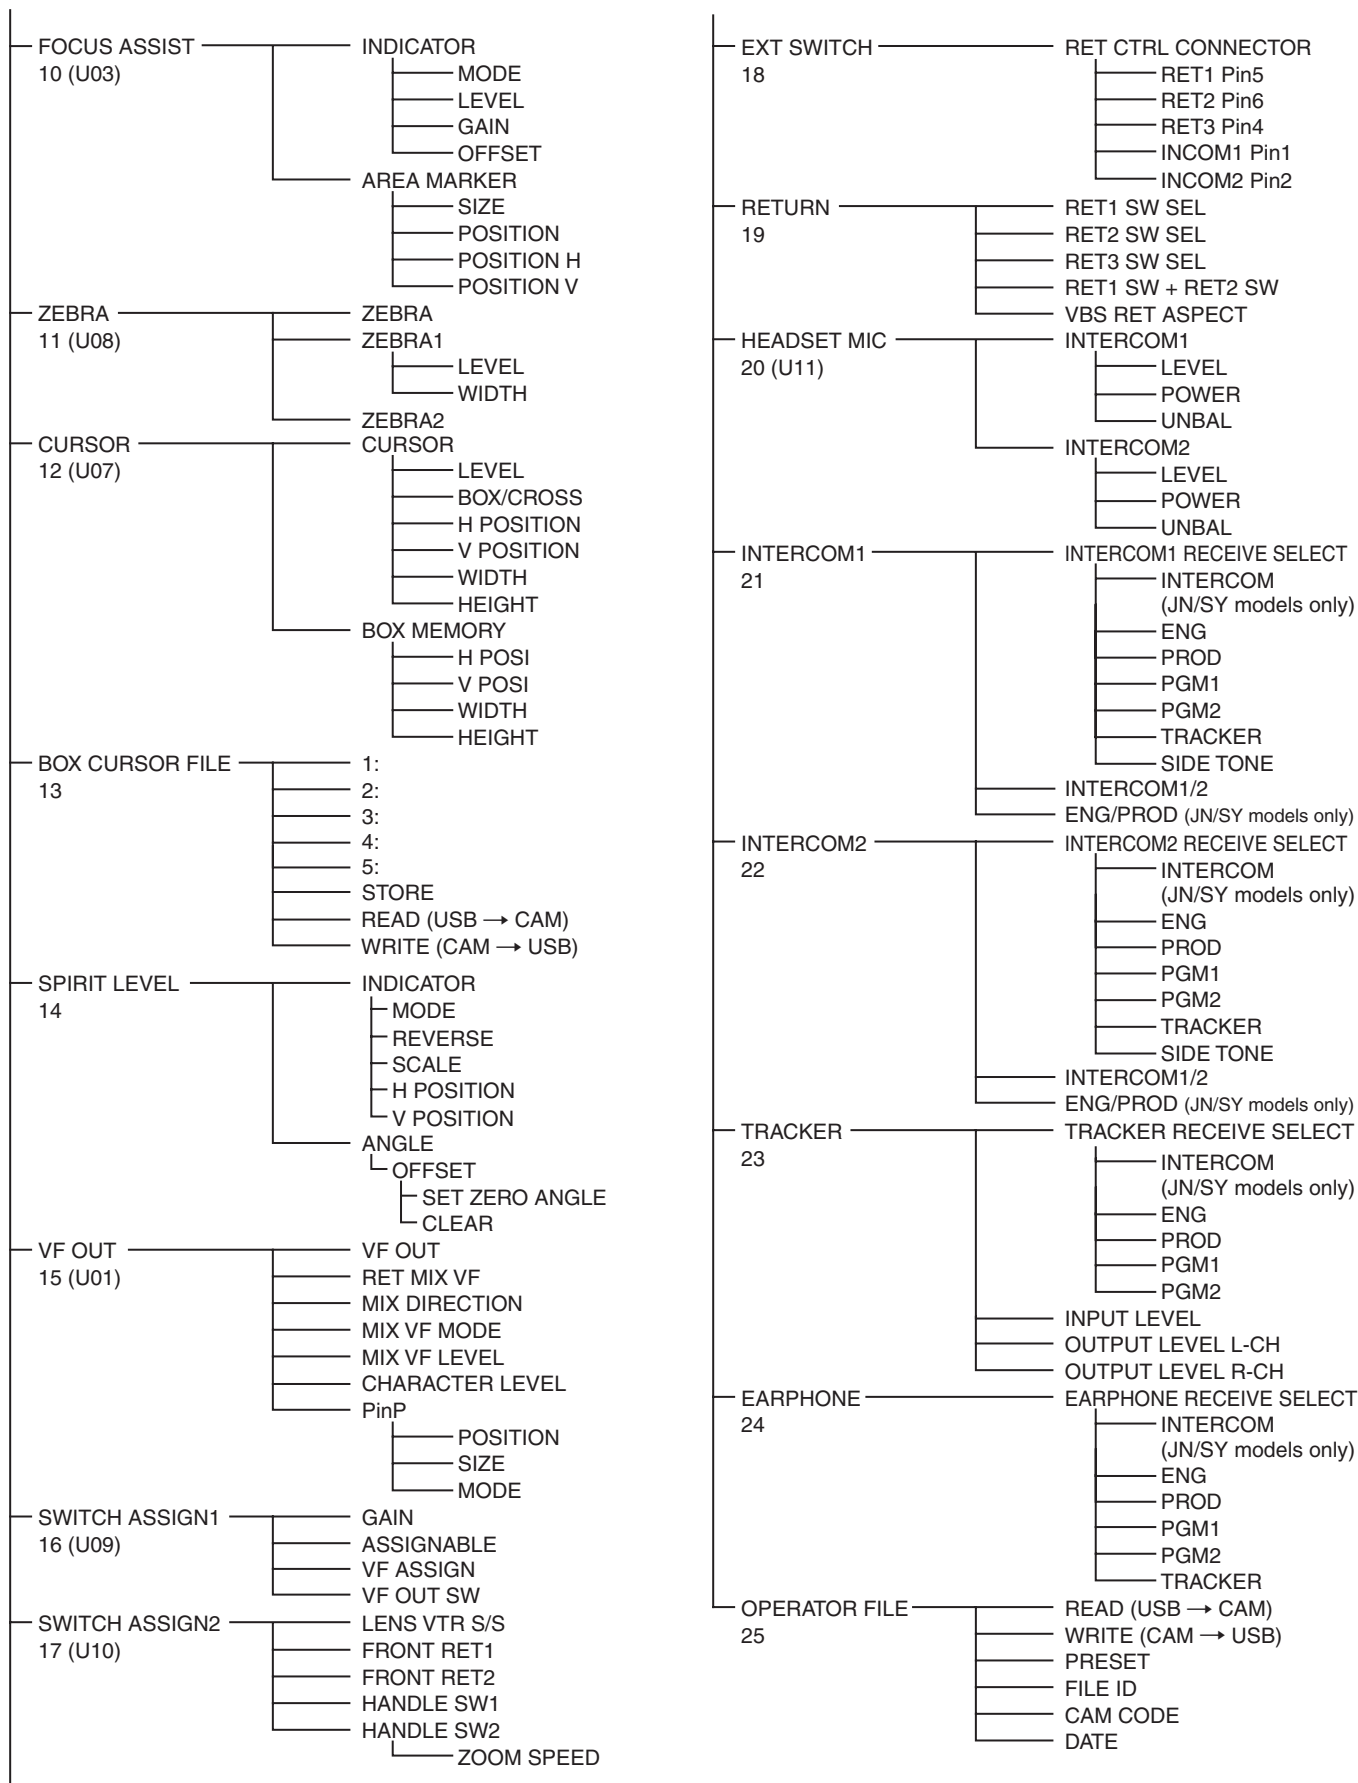 FOCUS ASSIST
10 (U03)
INDICATOR
MODE
LEVEL
GAIN
OFFSET
AREA MARKER
SIZE
POSITION
POSITION H
POSITION V
ZEBRA
11 (U08)
ZEBRA
ZEBRA1
LEVEL
WIDTH
ZEBRA2
CURSOR
12 (U07)
CURSOR
LEVEL
BOX/CROSS
H POSITION
V POSITION
WIDTH
HEIGHT
BOX MEMORY
H POSI
V POSI
WIDTH
HEIGHT
BOX CURSOR FILE
13
1:
2:
3:
4:
5:
STORE
READ (USB → CAM)
WRITE (CAM → USB)
SPIRIT LEVEL
14
INDICATOR
MODE
REVERSE
SCALE
H POSITION
V POSITION
ANGLE
OFFSET
SET ZERO ANGLE
CLEAR
VF OUT
15 (U01)
VF OUT
RET MIX VF
MIX DIRECTION
MIX VF MODE
MIX VF LEVEL
CHARACTER LEVEL
PinP
POSITION
SIZE
MODE
SWITCH ASSIGN1
16 (U09)
GAIN
ASSIGNABLE
VF ASSIGN
VF OUT SW
SWITCH ASSIGN2
17 (U10)
LENS VTR S/S
FRONT RET1
FRONT RET2
HANDLE SW1
HANDLE SW2
ZOOM SPEED
EXT SWITCH
18
RET CTRL CONNECTOR
RET1 Pin5
RET2 Pin6
RET3 Pin4
INCOM1 Pin1
INCOM2 Pin2
RETURN
19
RET1 SW SEL
RET2 SW SEL
RET3 SW SEL
RET1 SW + RET2 SW
VBS RET ASPECT
HEADSET MIC
20 (U11)
INTERCOM1
LEVEL
POWER
UNBAL
INTERCOM2
LEVEL
POWER
UNBAL
INTERCOM1
21
INTERCOM1 RECEIVE SELECT
INTERCOM
(JN/SY models only)
ENG
PROD
PGM1
PGM2
TRACKER
SIDE TONE
INTERCOM1/2
ENG/PROD (JN/SY models only)
INTERCOM2
22
INTERCOM2 RECEIVE SELECT
INTERCOM
(JN/SY models only)
ENG
PROD
PGM1
PGM2
TRACKER
SIDE TONE
INTERCOM1/2
ENG/PROD (JN/SY models only)
TRACKER
23
TRACKER RECEIVE SELECT
INTERCOM
(JN/SY models only)
ENG
PROD
PGM1
PGM2
INPUT LEVEL
OUTPUT LEVEL L-CH
OUTPUT LEVEL R-CH
EARPHONE
24
EARPHONE RECEIVE SELECT
INTERCOM
(JN/SY models only)
ENG
PROD
PGM1
PGM2
TRACKER
OPERATOR FILE
25
READ (USB → CAM)
WRITE (CAM → USB)
PRESET
FILE ID
CAM CODE
DATE